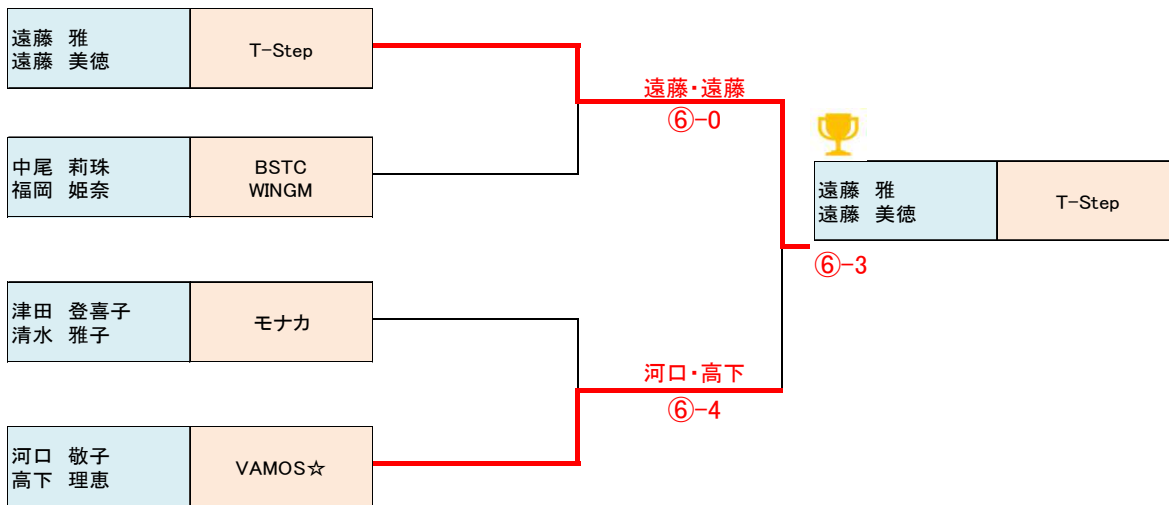 遠藤 雅
遠藤 美徳
T-Step
遠藤・遠藤
⑥-0
中尾 莉珠
福岡 姫奈
BSTC
WINGM
遠藤 雅
遠藤 美徳
T-Step
⑥-3
津田 登喜子
清水 雅子
モナカ
河口・高下
⑥-4
河口 敬子
高下 理恵
VAMOS☆